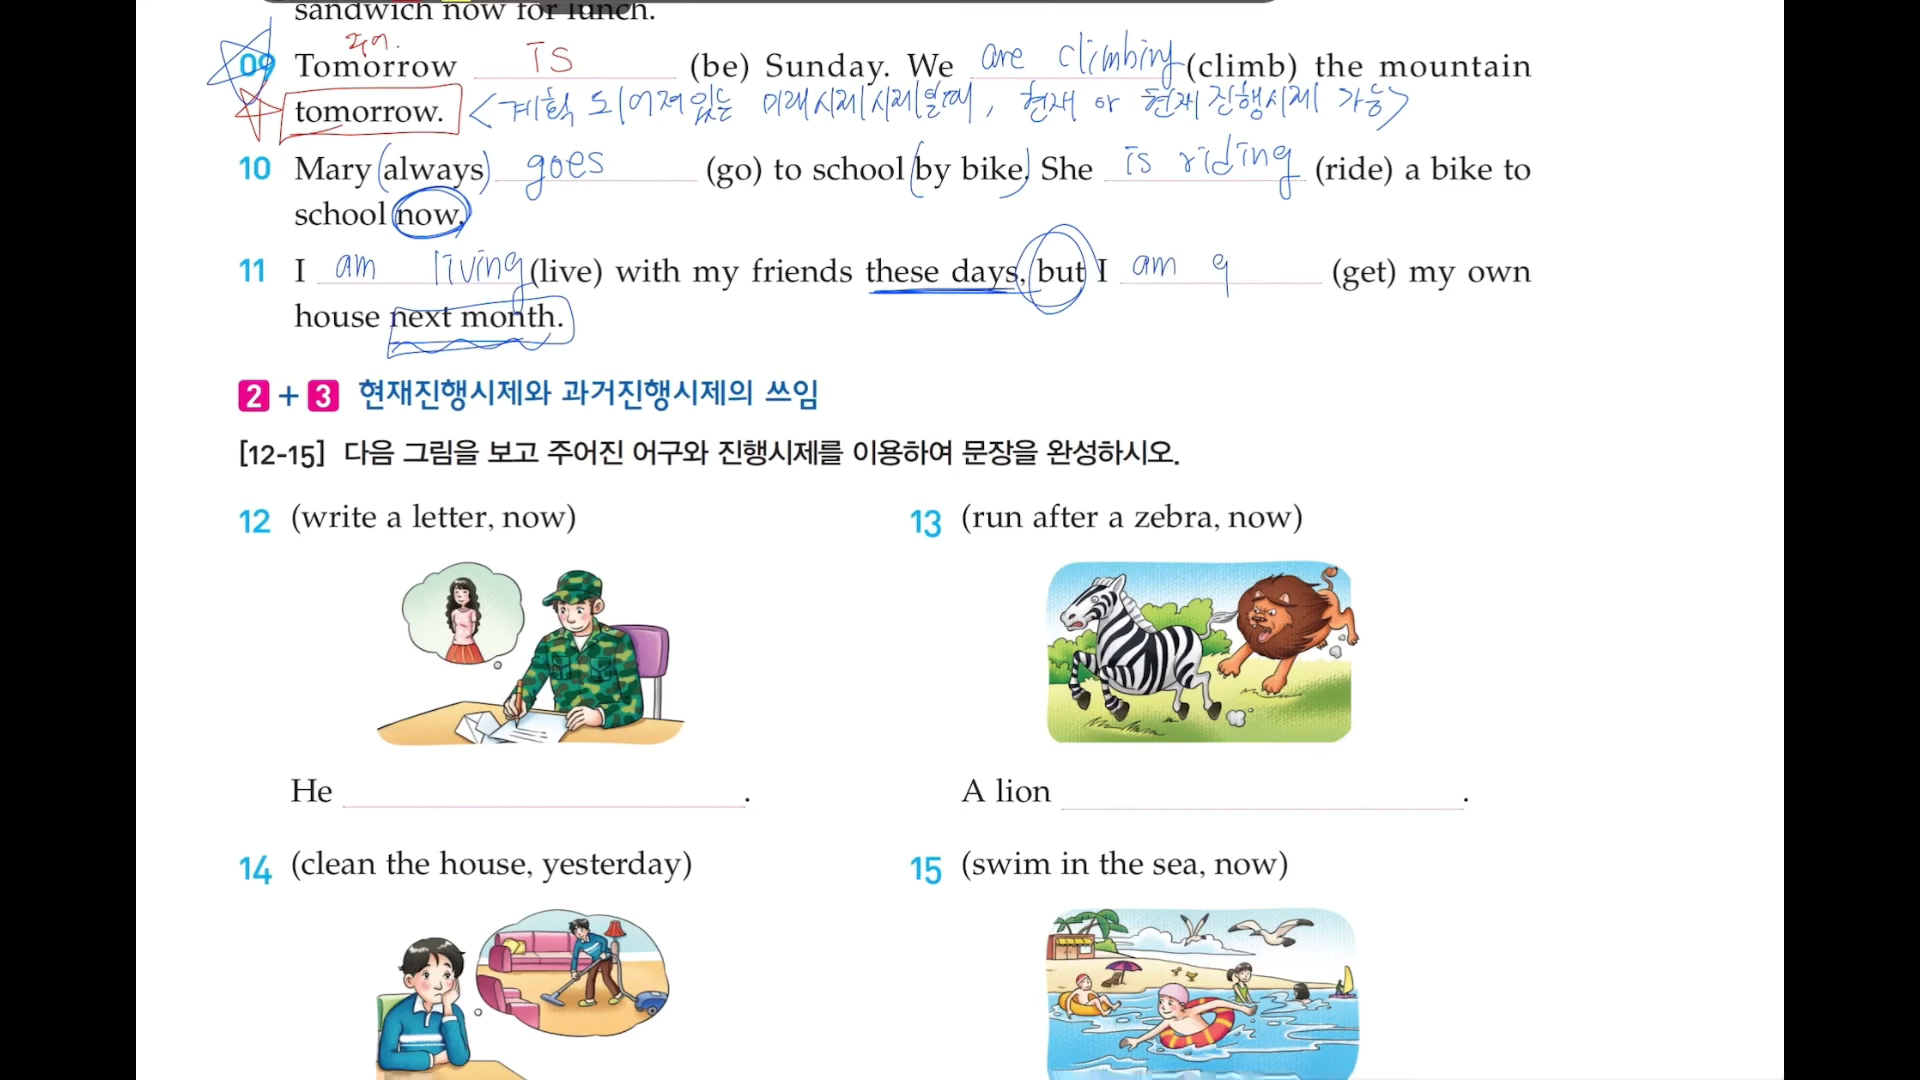 sandwich now for lunch.
주어.
09 Tomorrow is (be) Sunday. We are climbing (climb) the mountain
tomorrow. <계획 되어져 있는 미래시제일때, 현재 or 현재진행시제 가능>
10 Mary (always) goes (go) to school (by bike.) She is riding (ride) a bike to
school now.
11 I am living (live) with my friends these days, but I am g (get) my own
house next month.
2 + 3 현재진행시제와 과거진행시제의 쓰임
[12-15] 다음 그림을 보고 주어진 어구와 진행시제를 이용하여 문장을 완성하시오.
12 (write a letter, now)
13 (run after a zebra, now)
He .
A lion .
14 (clean the house, yesterday)
15 (swim in the sea, now)